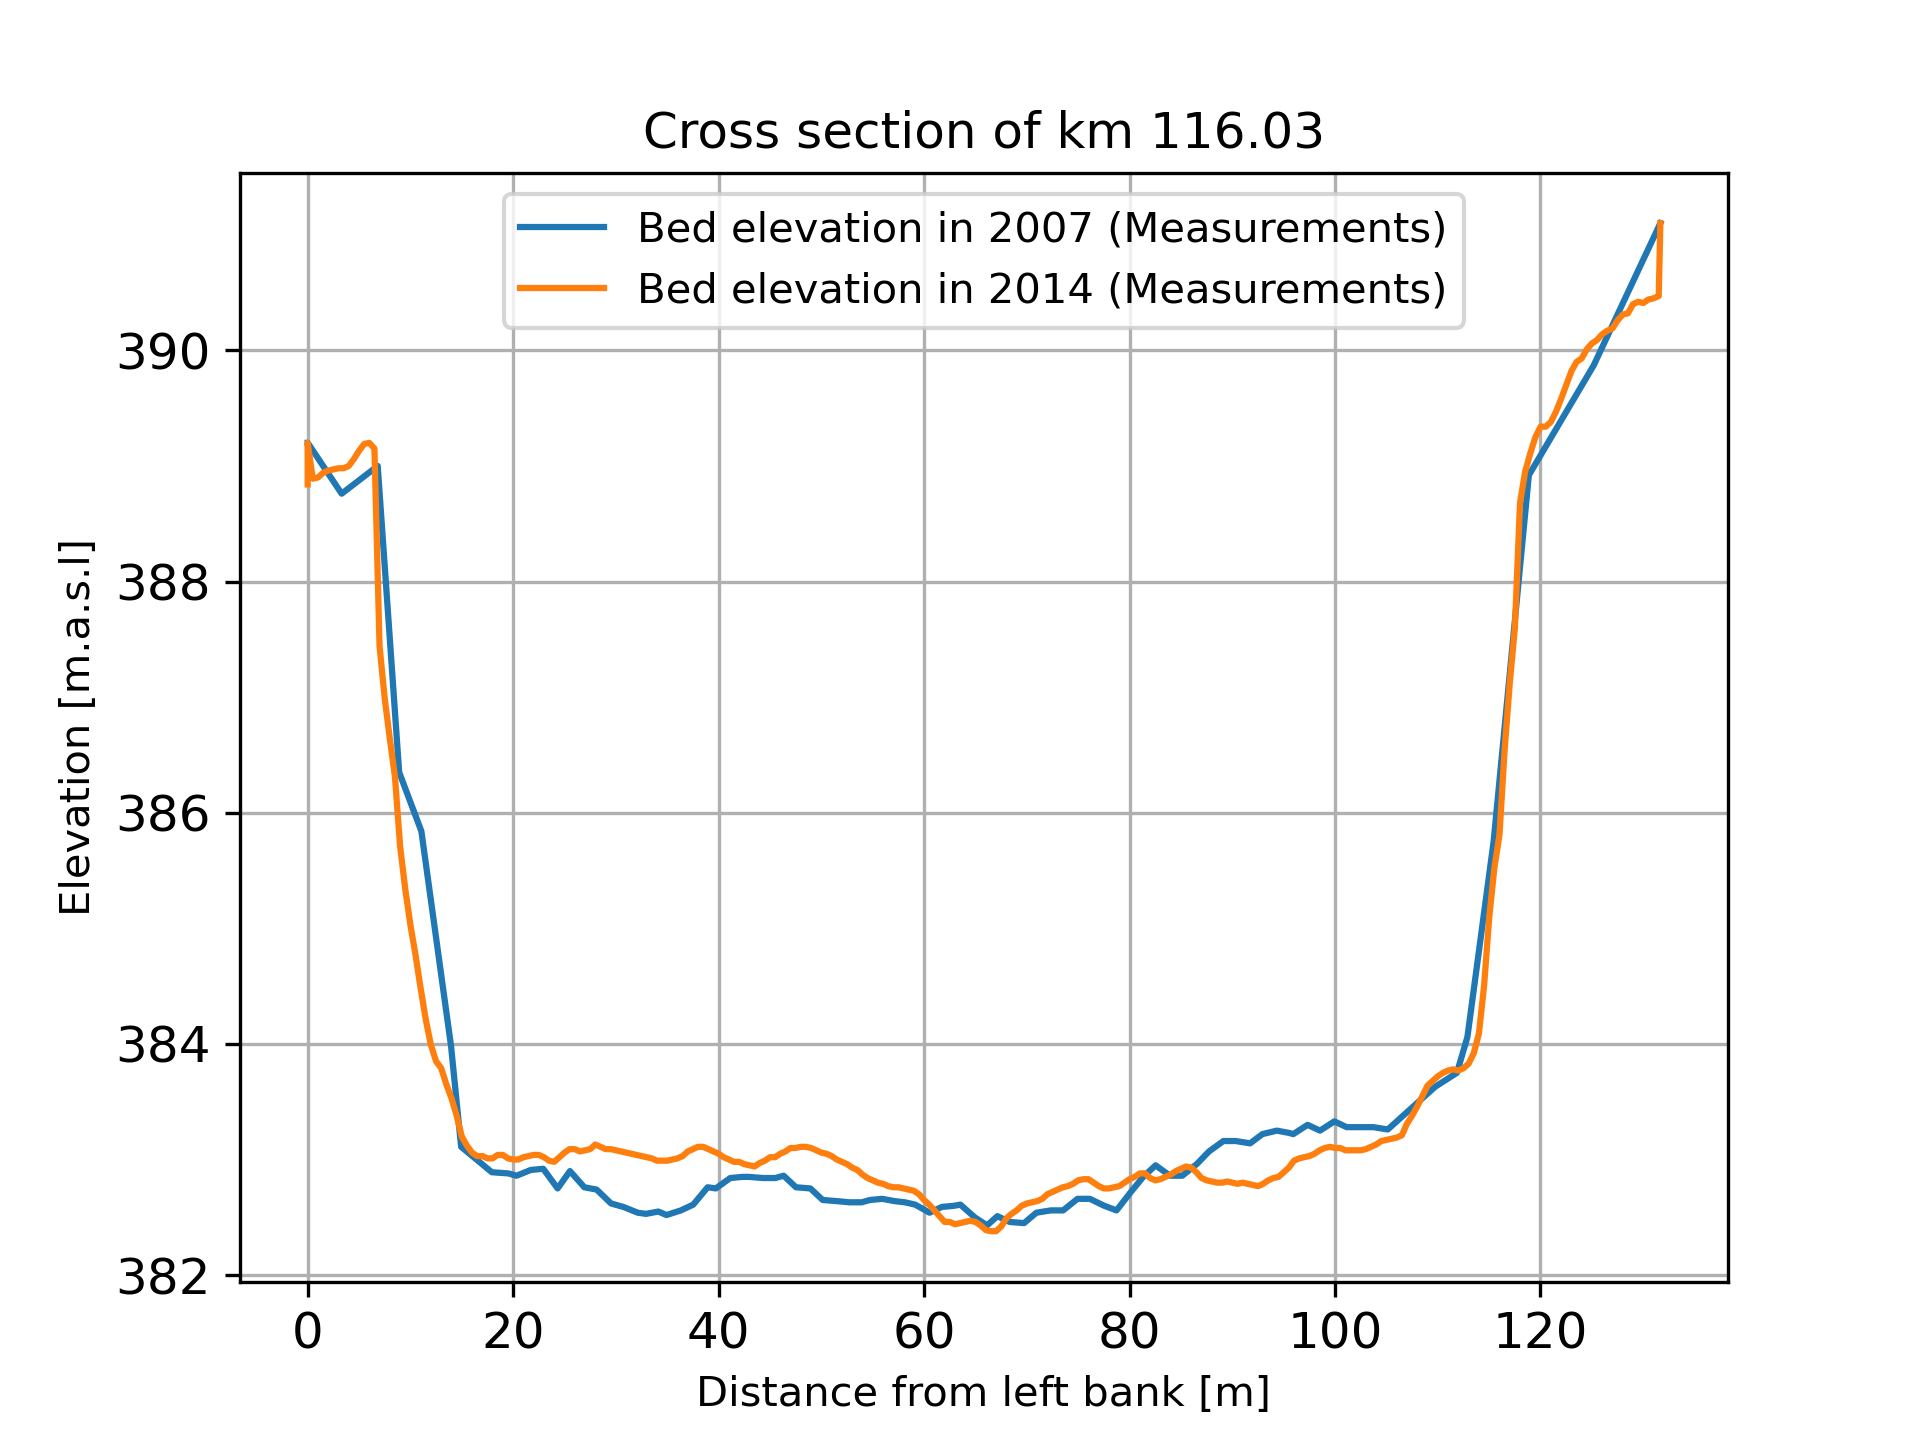 Cross section of km 116.03
Bed elevation in 2007 (Measurements)
Bed elevation in 2014 (Measurements)
390
388
386
384
382
Elevation [m.a.s.l]
0 20 40 60 80 100 120
Distance from left bank [m]